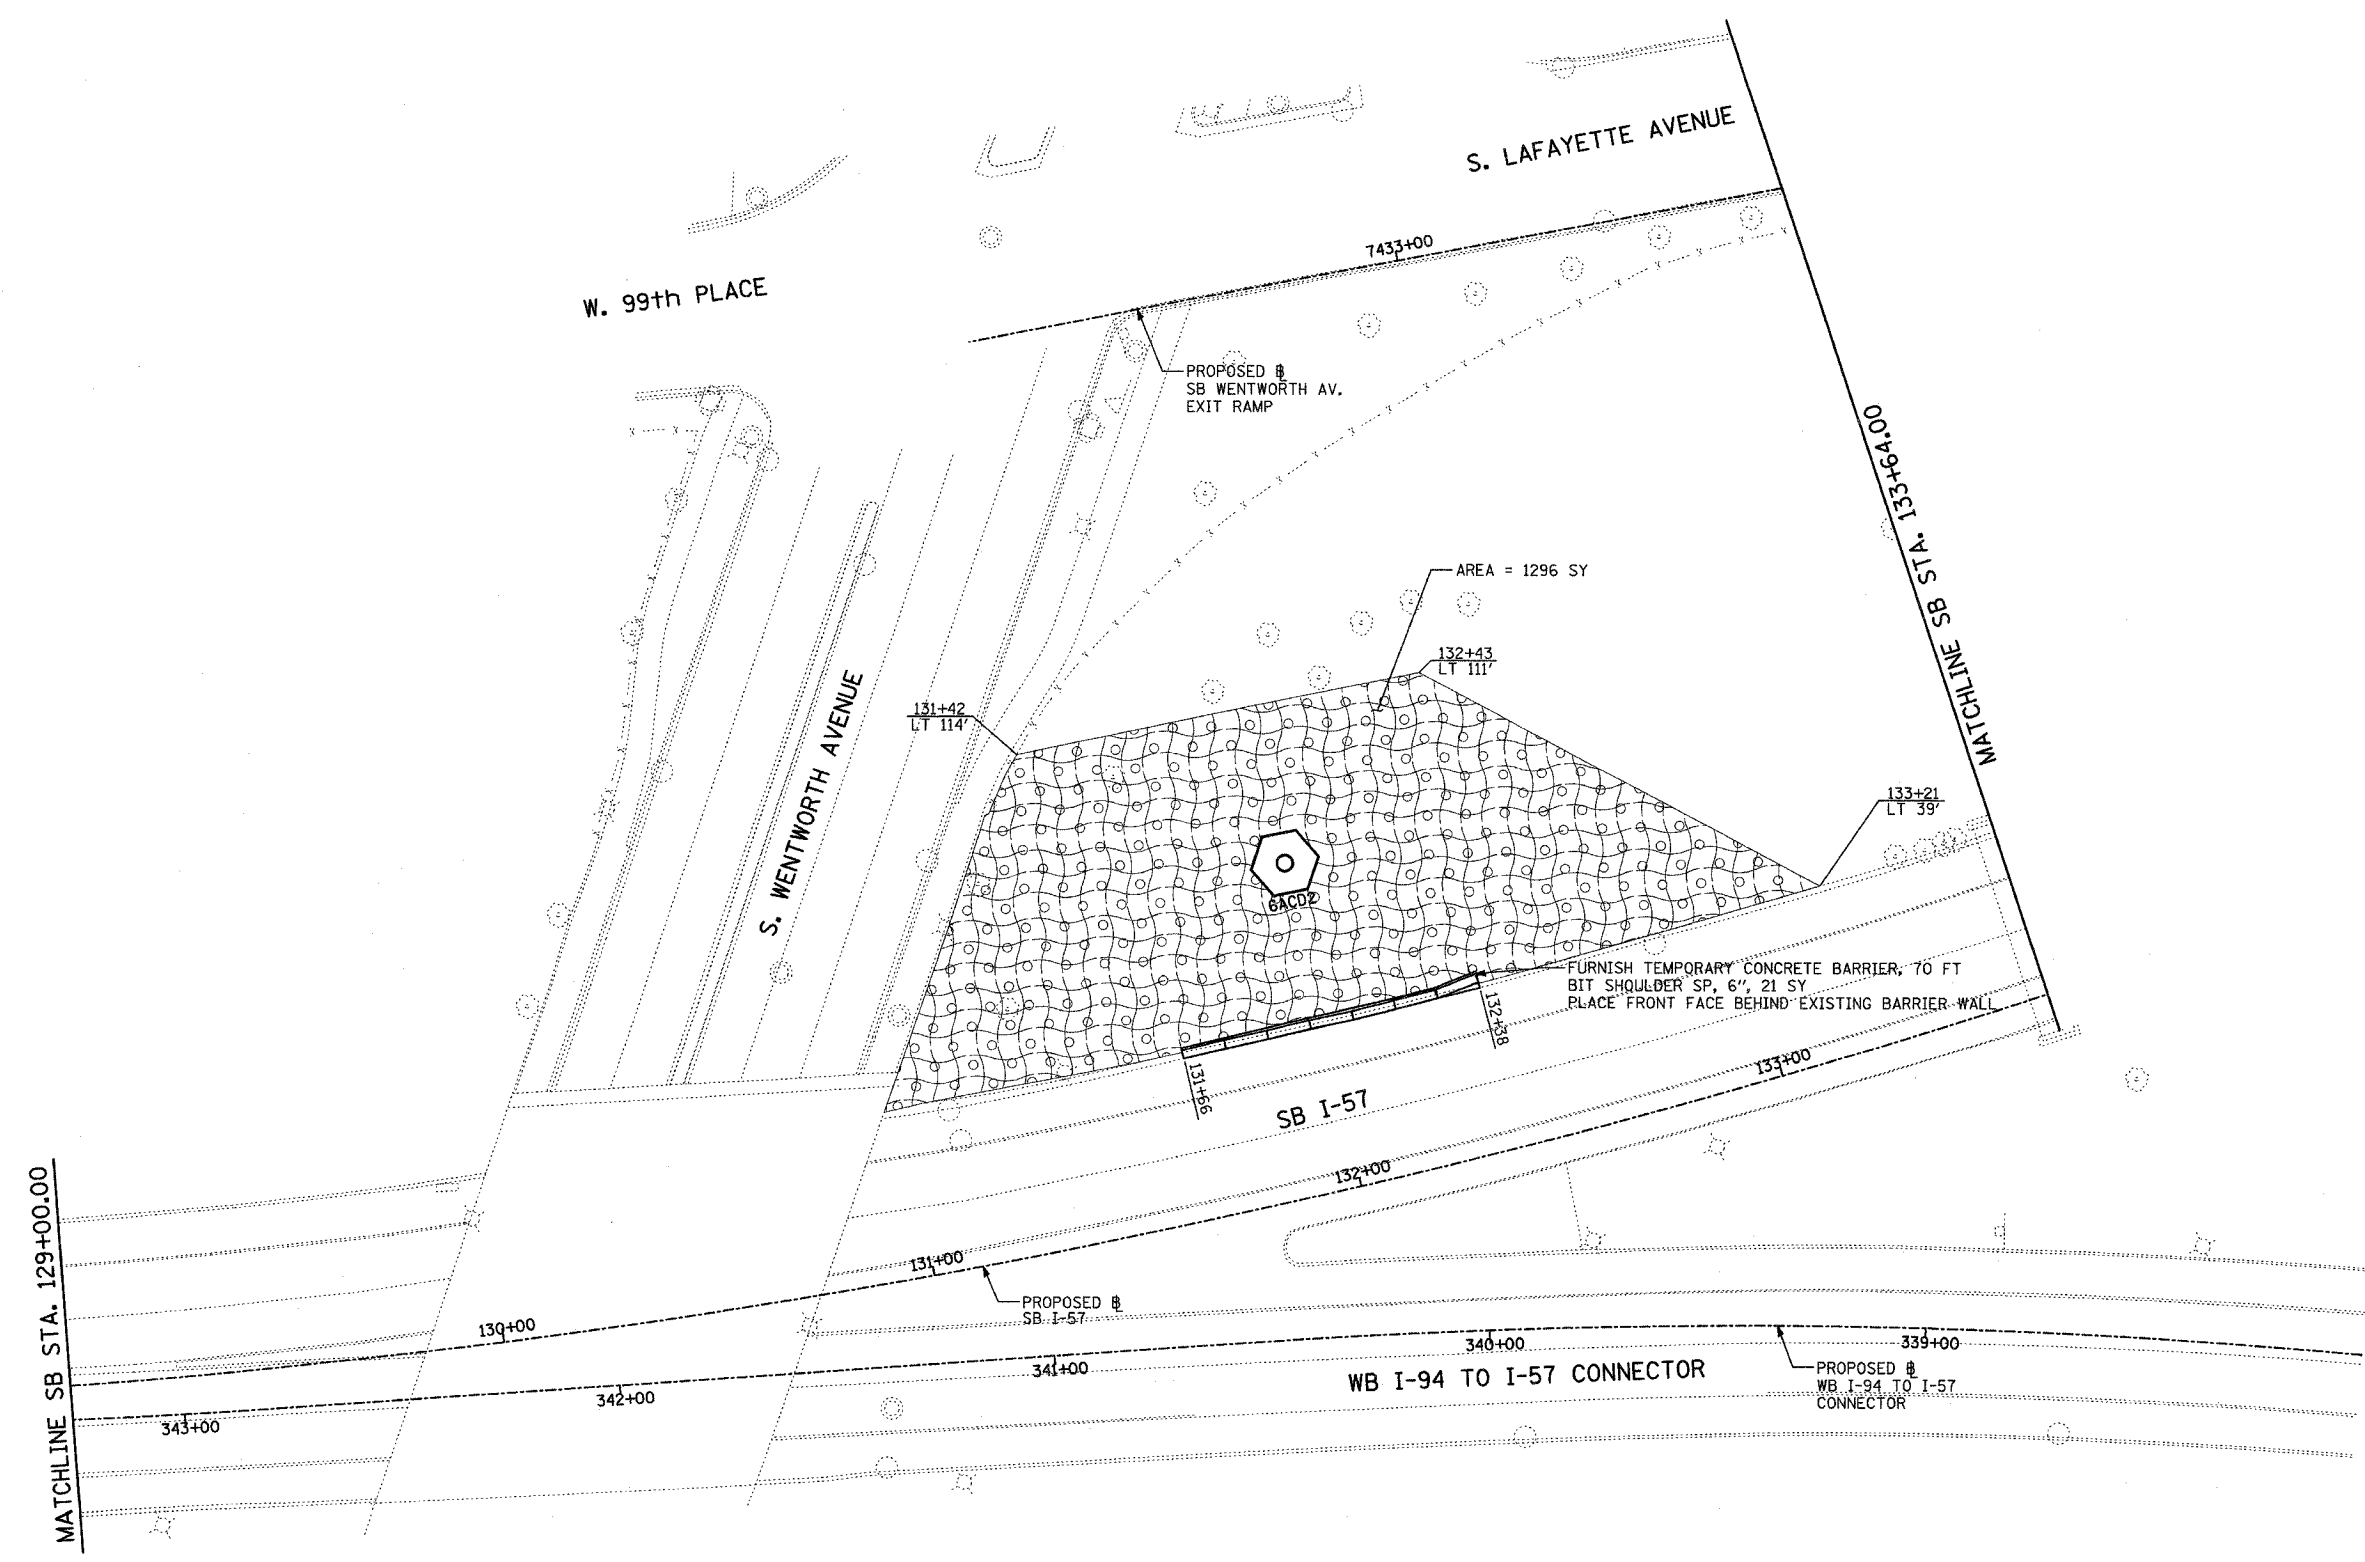 S. LAFAYETTE AVENUE
7433+00
W. 99th PLACE
PROPOSED ℄
SB WENTWORTH AV.
EXIT RAMP
MATCHLINE SB STA. 133+64.00
AREA = 1296 SY
132+43
LT 111'
131+42
LT 114'
S. WENTWORTH AVENUE
133+21
LT 39'
6ACD2
FURNISH TEMPORARY CONCRETE BARRIER, 70 FT
BIT SHOULDER SP, 6", 21 SY
PLACE FRONT FACE BEHIND EXISTING BARRIER WALL
132+38
131+66
SB I-57
133+00
132+00
131+00
130+00
PROPOSED ℄
SB I-57
MATCHLINE SB STA. 129+00.00
343+00
342+00
341+00
340+00
339+00
WB I-94 TO I-57 CONNECTOR
PROPOSED ℄
WB I-94 TO I-57
CONNECTOR